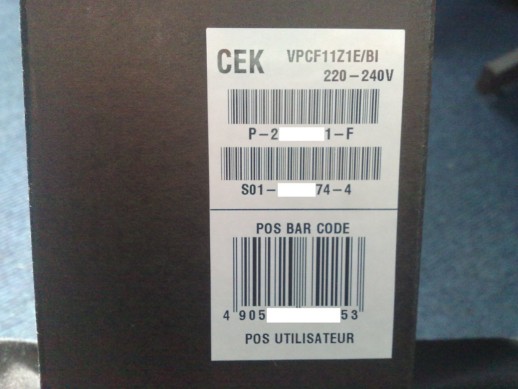 CEK VPCF11Z1E/BI
220-240V
P-2 1-F
S01- 74-4
POS BAR CODE
4 905 53
POS UTILISATEUR